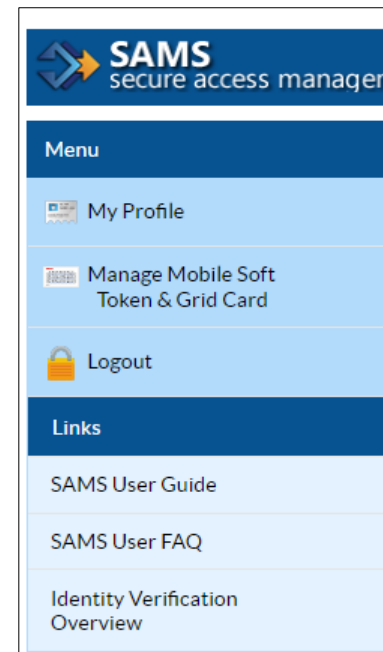 SAMS
secure access manager
Menu
My Profile
Manage Mobile Soft
Token & Grid Card
Logout
Links
SAMS User Guide
SAMS User FAQ
Identity Verification
Overview